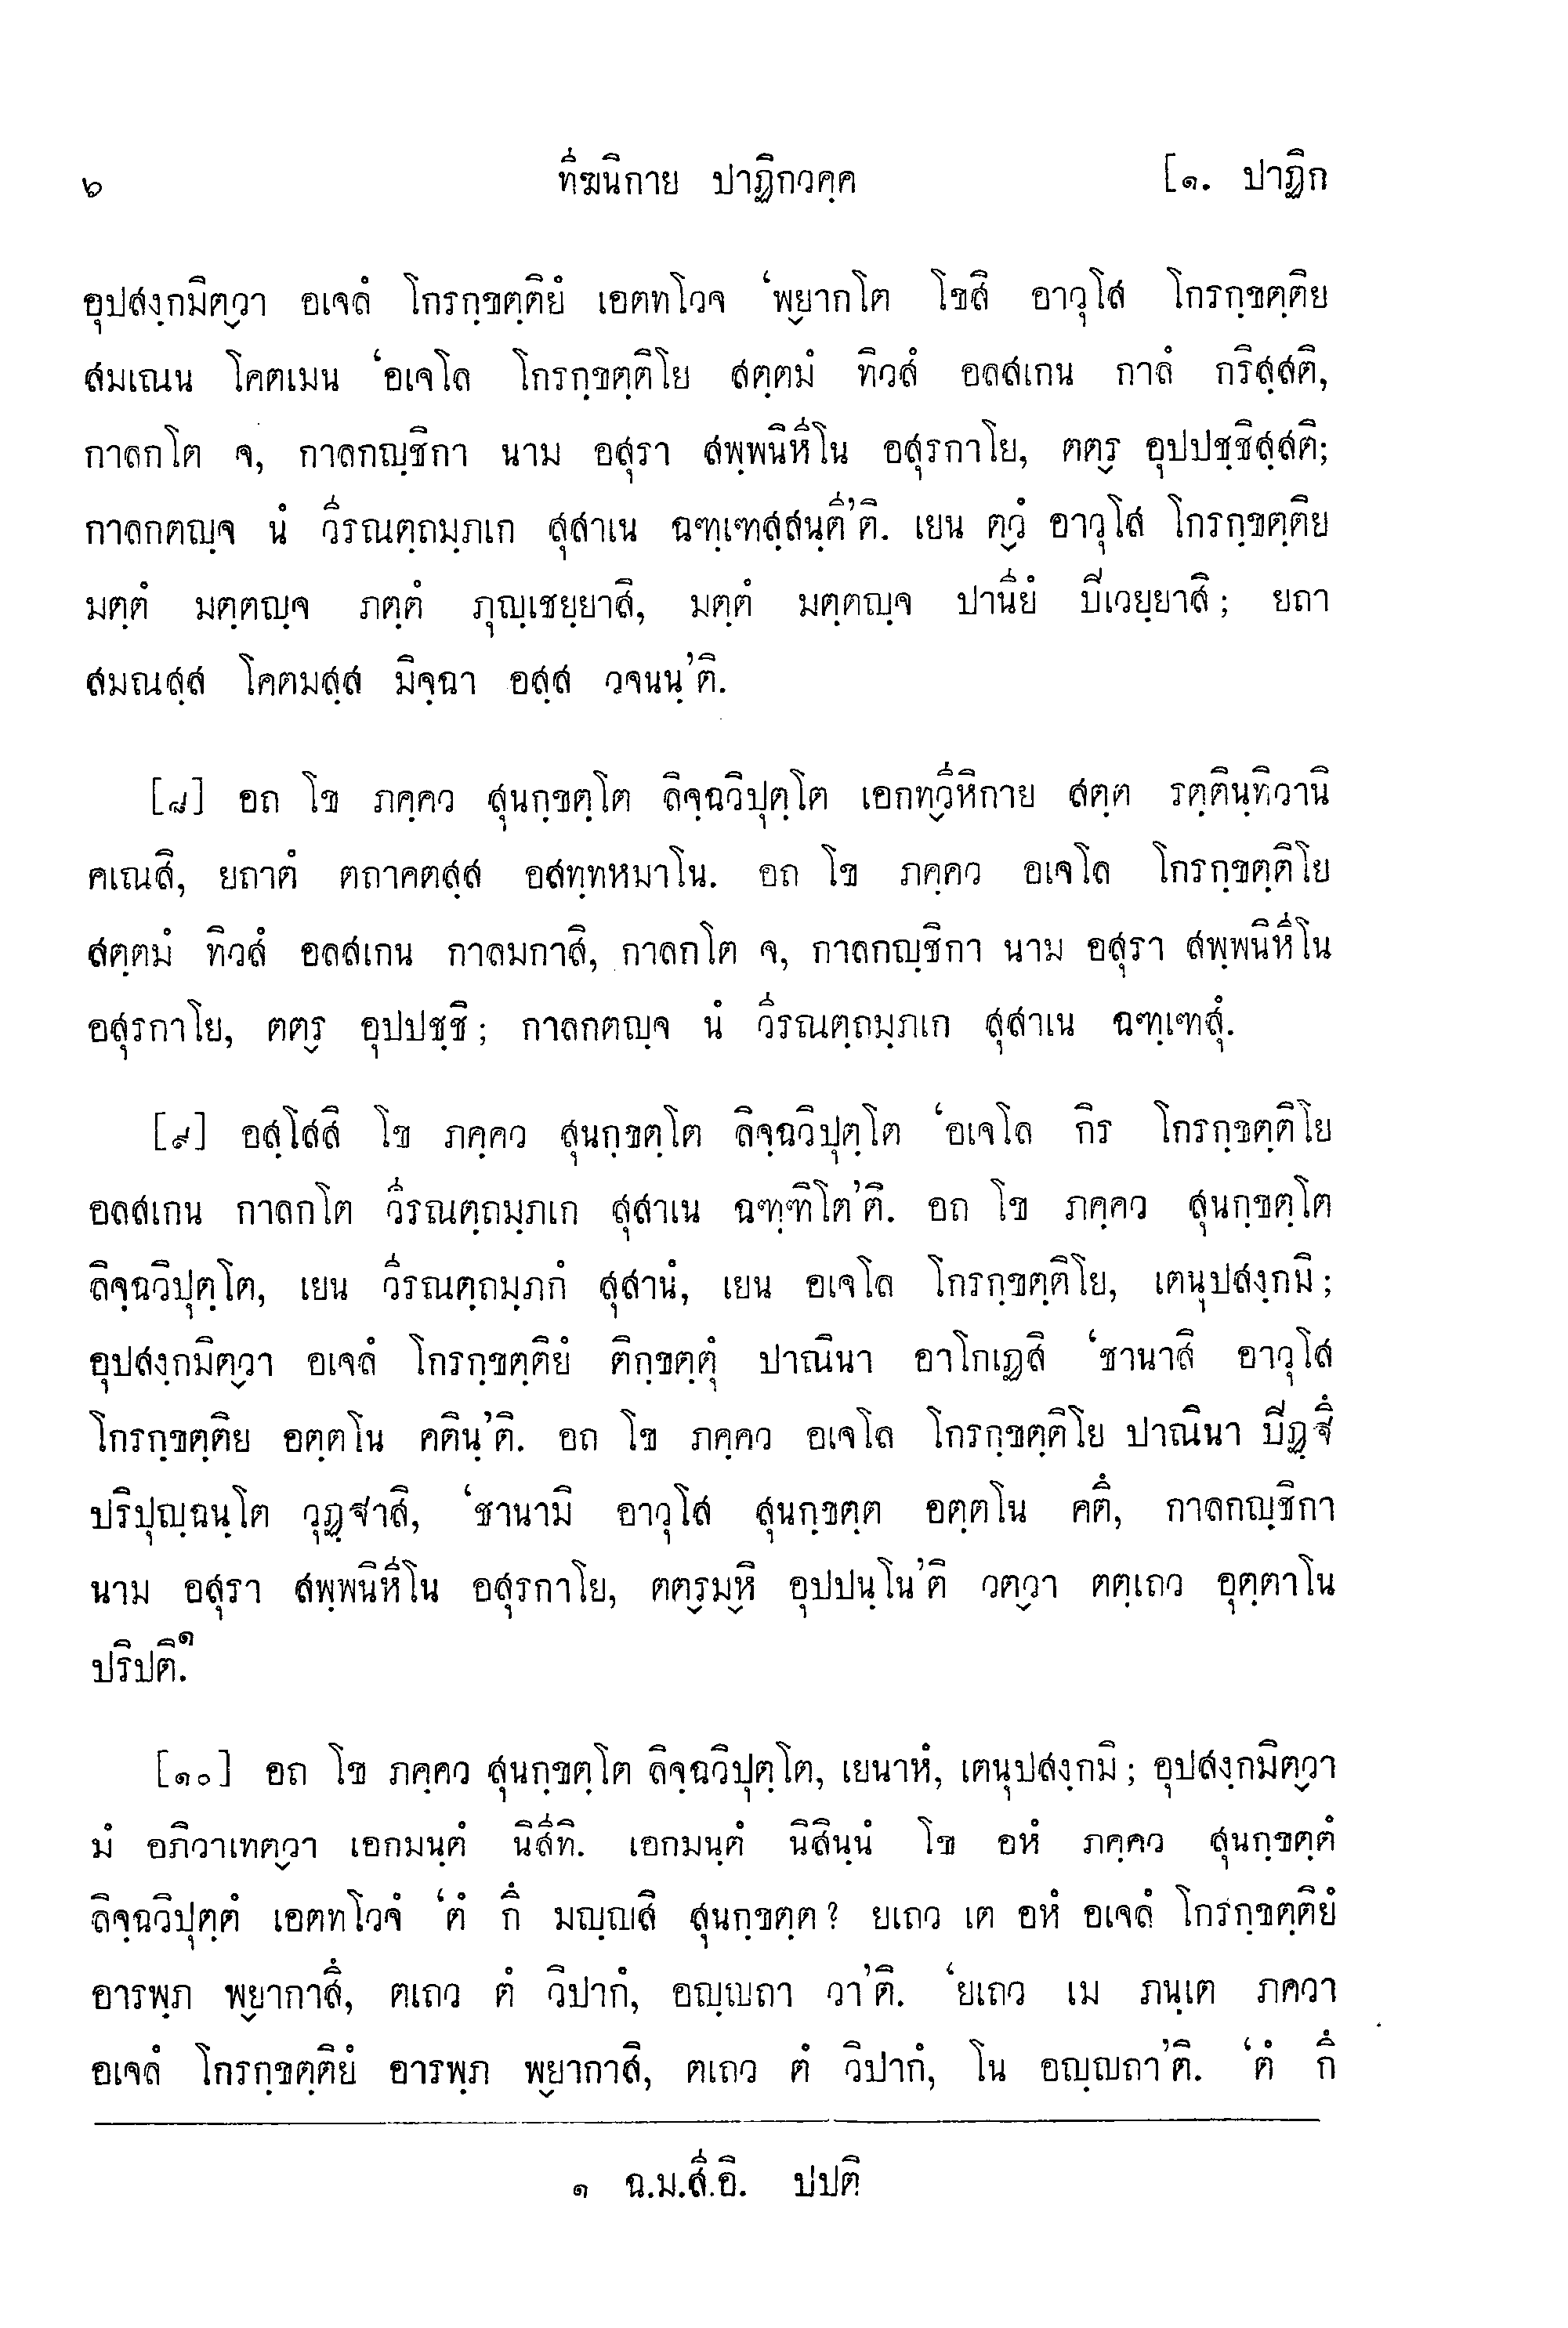 ๖ ทีฆนิกาย ปาฏิกวคฺค [๑. ปาฏิก
อุปสงฺกมิต๎วา อเจลํ โกรกฺขตฺติยํ เอตทโวจ ‘พ๎ยากโต โขสิ อาวุโส โกรกฺขตฺติย
สมเณน โคตเมน ‘อเจโล โกรกฺขตฺติโย สตฺตมํ ทิวสํ อลสเกน กาลํ กริสฺสติ,
กาลกโต จ, กาลกญฺชิกา นาม อสุรา สพฺพนิหีโน อสุรกาโย, ตตร๎ อุปปชฺชิสฺสติ;
กาลกตญฺจ นํ วีรณตฺถมฺภเก สุสาเน ฉฑฺเฑสฺสนฺตี’ติ. เยน ต๎วํ อาวุโส โกรกฺขตฺติย
มตฺตํ มตฺตญฺจ ภตฺตํ ภุญฺเชยฺยาสิ, มตฺตํ มตฺตญฺจ ปานียํ ปิเวยฺยาสิ; ยถา
สมณสฺส โคตมสฺส มิจฺฉา อสฺส วจนนฺ’ติ.
[๘] อถ โข ภคฺคว สุนกฺขตฺโต ลิจฺฉวิปุตฺโต เอกทว๎ีหิกาย สตฺต รตฺตินฺทิวานิ
คเณสิ, ยถาตํ ตถาคตสฺส อสทฺทหมาโน. อถ โข ภคฺคว อเจโล โกรกฺขตฺติโย
สตฺตมํ ทิวสํ อลสเกน กาลมกาสิ, กาลกโต จ, กาลกญฺชิกา นาม อสุรา สพฺพนิหีโน
อสุรกาโย, ตตร๎ อุปปชฺชิ; กาลกตญฺจ นํ วีรณตฺถมฺภเก สุสาเน ฉฑฺเฑสุํ.
[๙] อสฺโสสิ โข ภคฺคว สุนกฺขตฺโต ลิจฺฉวิปุตฺโต ‘อเจโล กิร โกรกฺขตฺติโย
อลสเกน กาลกโต วีรณตฺถมฺภเก สุสาเน ฉฑฺฑิโต’ติ. อถ โข ภคฺคว สุนกฺขตฺโต
ลิจฺฉวิปุตฺโต, เยน วีรณตฺถมฺภกํ สุสานํ, เยน อเจโล โกรกฺขตฺติโย, เตนุปสงฺกมิ;
อุปสงฺกมิต๎วา อเจลํ โกรกฺขตฺติยํ ติกฺขตฺตุํ ปาณินา อาโกเฏสิ ‘ชานาสิ อาวุโส
โกรกฺขตฺติย อตฺตโน คตินฺ’ติ. อถ โข ภคฺคว อเจโล โกรกฺขตฺติโย ปาณินา ปิฏฺฐึ
ปริปุญฺฉนฺโต วุฏฺฐาสิ, ‘ชานามิ อาวุโส สุนกฺขตฺต อตฺตโน คตึ, กาลกญฺชิกา
นาม อสุรา สพฺพนิหีโน อสุรกาโย, ตตร๎มห๎ิ อุปปนฺโน’ติ วต๎วา ตตฺเถว อุตฺตาโน
ปริปติ.๑
[๑๐] อถ โข ภคฺคว สุนกฺขตฺโต ลิจฺฉวิปุตฺโต, เยนาหํ, เตนุปสงฺกมิ; อุปสงฺกมิต๎วา
มํ อภิวาเทต๎วา เอกมนฺตํ นิสีทิ. เอกมนฺตํ นิสินฺนํ โข อหํ ภคฺคว สุนกฺขตฺตํ
ลิจฺฉวิปุตฺตํ เอตทโวจํ ‘ตํ กึ มญฺญสิ สุนกฺขตฺต? ยเถว เต อหํ อเจลํ โกรกฺขตฺติยํ
อารพฺภ พ๎ยากาสึ, ตเถว ตํ วิปากํ, อญฺญถา วา’ติ. ‘ยเถว เม ภนฺเต ภควา
อเจลํ โกรกฺขตฺติยํ อารพฺภ พ๎ยากาสิ, ตเถว ตํ วิปากํ, โน อญฺญถา’ติ. ‘ตํ กึ
๑ ฉ.ม.สี.อิ. ปปติ